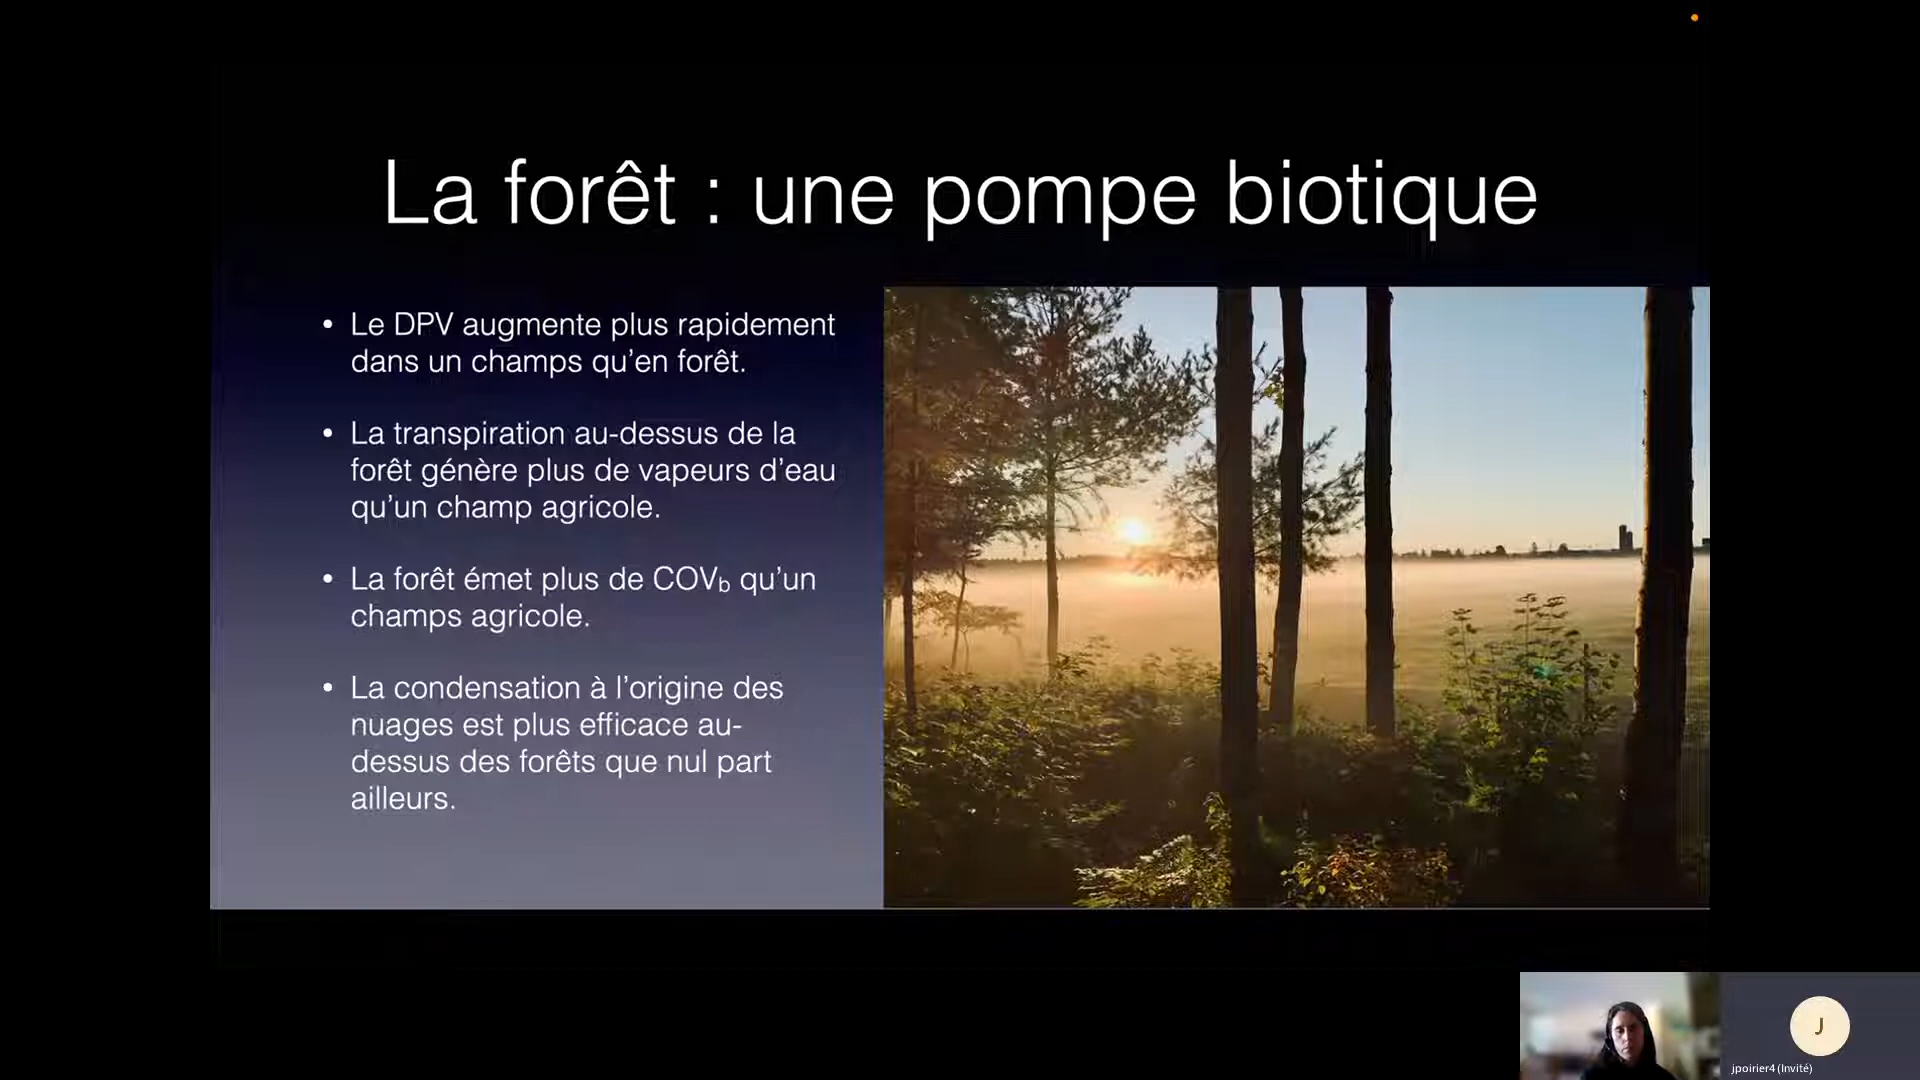 La forêt : une pompe biotique
• Le DPV augmente plus rapidement
dans un champs qu’en forêt.
• La transpiration au-dessus de la
forêt génère plus de vapeurs d’eau
qu’un champ agricole.
• La forêt émet plus de COVb qu’un
champs agricole.
• La condensation à l’origine des
nuages est plus efficace au-
dessus des forêts que nul part
ailleurs.
J
jpoirier4 (Invité)